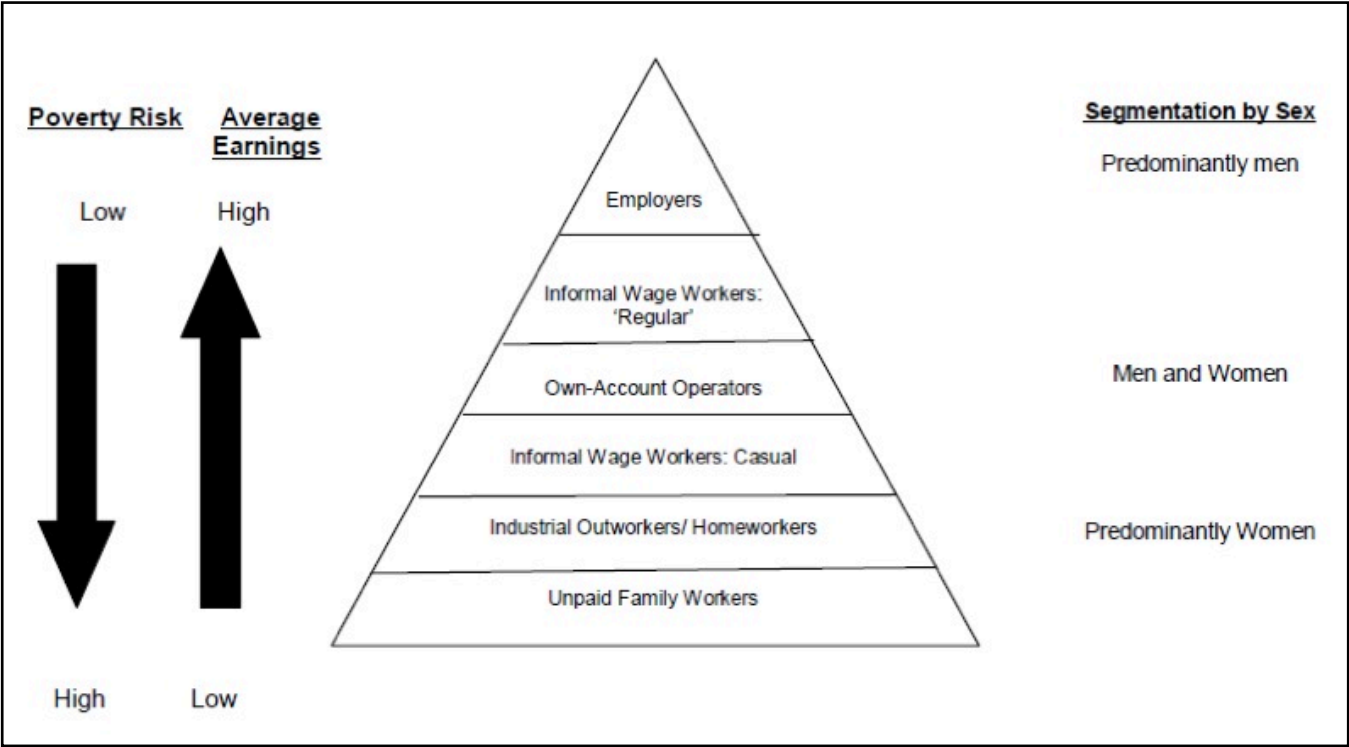 Poverty Risk
Average
Earnings
Low
High
High
Low
Employers
Informal Wage Workers:
‘Regular’
Own-Account Operators
Informal Wage Workers: Casual
Industrial Outworkers/ Homeworkers
Unpaid Family Workers
Segmentation by Sex
Predominantly men
Men and Women
Predominantly Women